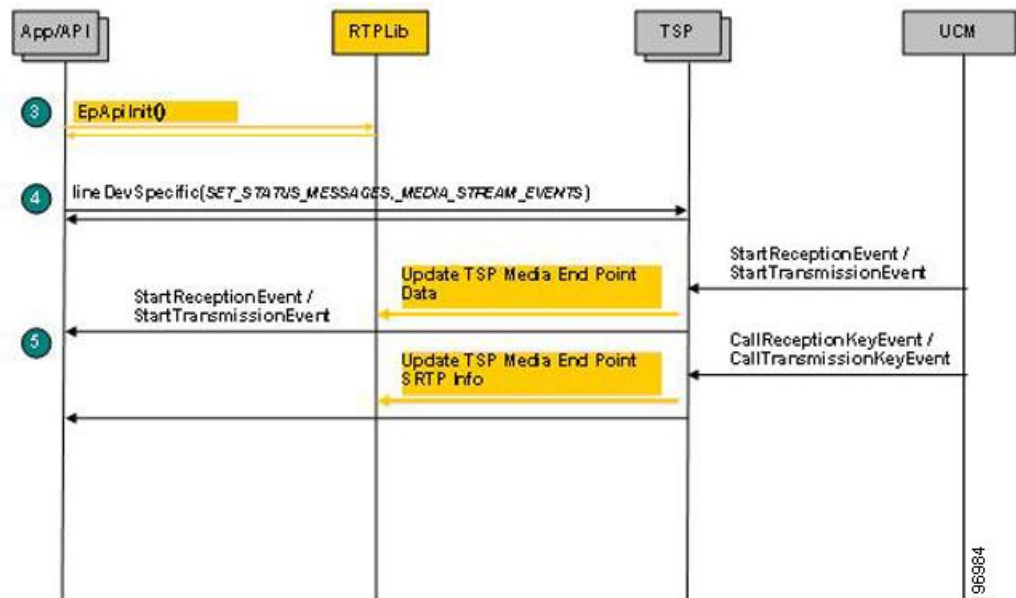 App/API
RTPLib
TSP
UCM
3
EpApiInit()
4
lineDevSpecific(SET_STATUS_MESSAGES,_MEDIA_STREAM_EVENTS)
StartReceptionEvent /
StartTransmissionEvent
Update TSP Media End Point
Data
StartReceptionEvent /
StartTransmissionEvent
5
CallReceptionKeyEvent /
CallTransmissionKeyEvent
Update TSP Media End Point
SRTP Info
96984